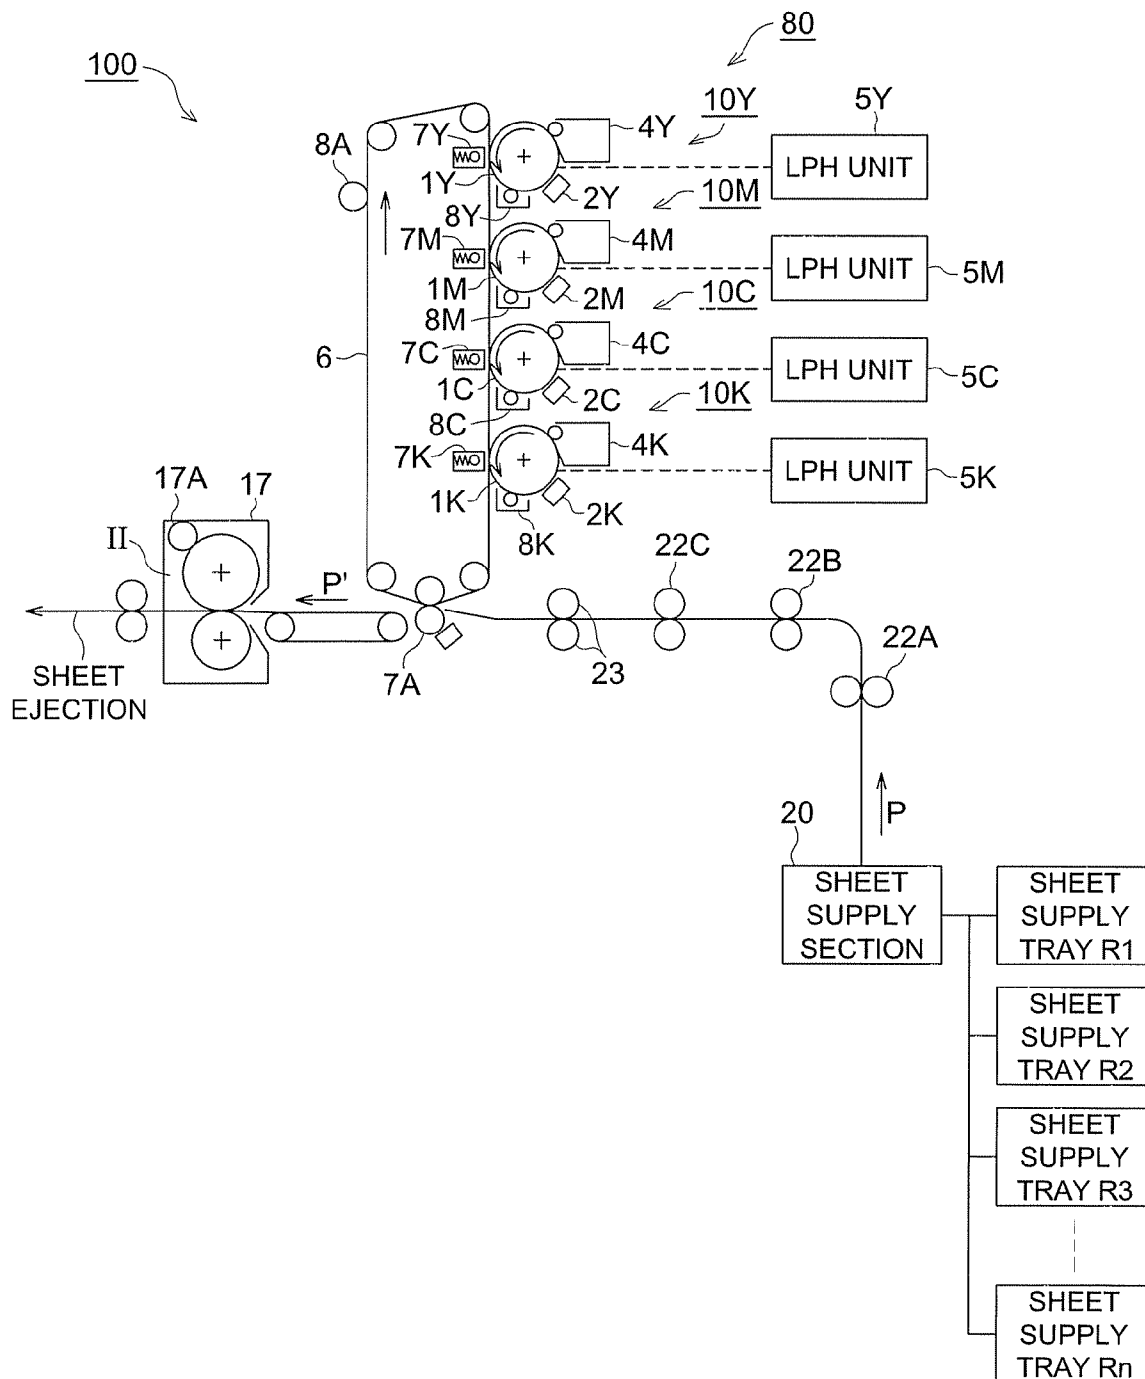 80
100
10Y
5Y
7Y
4Y
LPH UNIT
8A
1Y
2Y
8Y
10M
7M
4M
LPH UNIT
5M
1M
2M
8M
10C
6
7C
4C
LPH UNIT
5C
1C
2C
8C
10K
7K
4K
LPH UNIT
5K
1K
2K
8K
17A
17
II
P'
22C
22B
22A
23
7A
SHEET
EJECTION
20
P
SHEET
SUPPLY
SECTION
SHEET
SUPPLY
TRAY R1
SHEET
SUPPLY
TRAY R2
SHEET
SUPPLY
TRAY R3
SHEET
SUPPLY
TRAY Rn